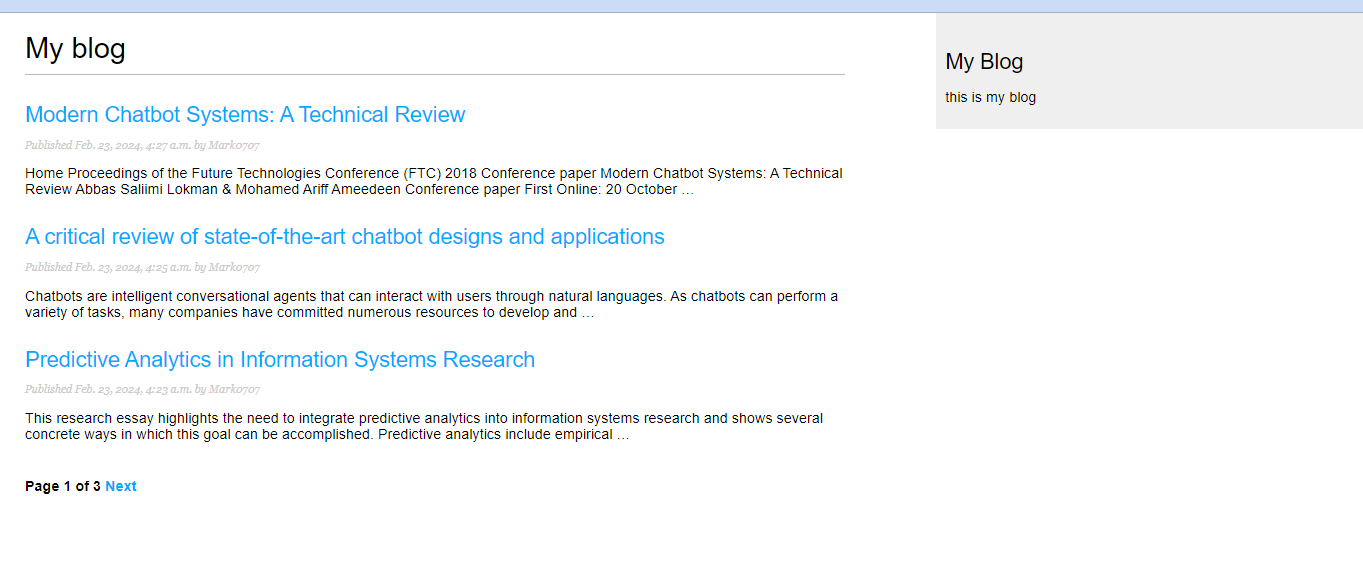 My blog
Modern Chatbot Systems: A Technical Review
Published Feb. 23, 2024, 4:27 a.m. by Mark0707
Home Proceedings of the Future Technologies Conference (FTC) 2018 Conference paper Modern Chatbot Systems: A Technical
Review Abbas Saliimi Lokman & Mohamed Ariff Ameedeen Conference paper First Online: 20 October …
A critical review of state-of-the-art chatbot designs and applications
Published Feb. 23, 2024, 4:25 a.m. by Mark0707
Chatbots are intelligent conversational agents that can interact with users through natural languages. As chatbots can perform a
variety of tasks, many companies have committed numerous resources to develop and …
Predictive Analytics in Information Systems Research
Published Feb. 23, 2024, 4:23 a.m. by Mark0707
This research essay highlights the need to integrate predictive analytics into information systems research and shows several
concrete ways in which this goal can be accomplished. Predictive analytics include empirical …
Page 1 of 3 Next
My Blog
this is my blog